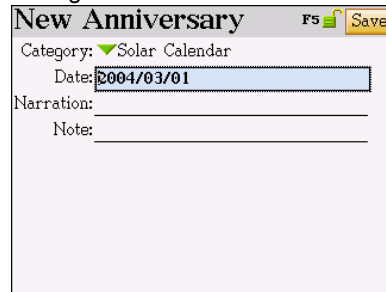 New Anniversary F5 Save
Category: Solar Calendar
Date: 2004/03/01
Narration:
Note: